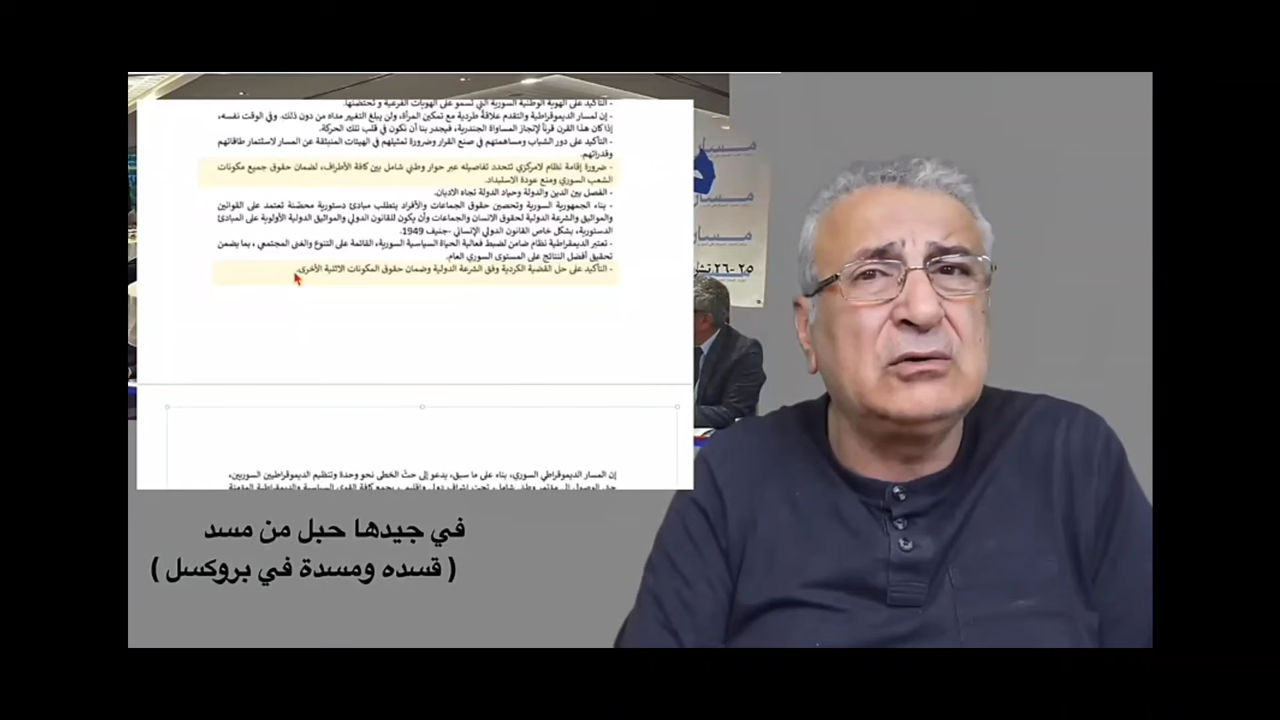 - التأكيد على الهوية الوطنية السورية التي تسمو على الهويات الفرعية و تحتضنها.
- إن لمسار الديموقراطية والتقدم علاقة طردية مع تمكين المرأة، ولن يبلغ التغيير مداه من دون ذلك. وفي الوقت نفسه،
إذا كان هذا القرن قرناً لإنجاز المساواة الجندرية، فيجدر بنا أن نكون في قلب تلك الحركة.
- التأكيد على دور الشباب ومساهمتهم في صنع القرار وضرورة تمثيلهم في الهيئات المنبثقة عن المسار لاستثمار طاقاتهم
وقدراتهم.
- ضرورة إقامة نظام لامركزي تتحدد تفاصيله عبر حوار وطني شامل بين كافة الأطراف، لضمان حقوق جميع مكونات
الشعب السوري ومنع عودة الاستبداد.
- الفصل بين الدين والدولة وحياد الدولة تجاه الاديان.
- بناء الجمهورية السورية وتحصين حقوق الجماعات والأفراد يتطلب مبادئ دستورية محصّنة تعتمد على القوانين
والمواثيق والشرعة الدولية لحقوق الانسان والجماعات وأن يكون للقانون الدولي والمواثيق الدولية الأولوية على المبادئ
الدستورية، بشكل خاص القانون الدولي الإنساني -جنيف 1949.
- تعتبر الديمقراطية نظام ضامن لضبط فعالية الحياة السياسية السورية، القائمة على التنوع والغنى المجتمعي ، بما يضمن
تحقيق أفضل النتائج على المستوى السوري العام.
- التأكيد على حل القضية الكردية وفق الشرعة الدولية وضمان حقوق المكونات الاثنية الأخرى.
إن المسار الديموقراطي السوري، بناء على ما سبق، يدعو إلى حثّ الخطى نحو وحدة وتنظيم الديموقراطيين السوريين،
مسار
مسار
مسار
٢٥-٢٦ تش
في جيدها حبل من مسد
( قسده ومسدة في بروكسل )